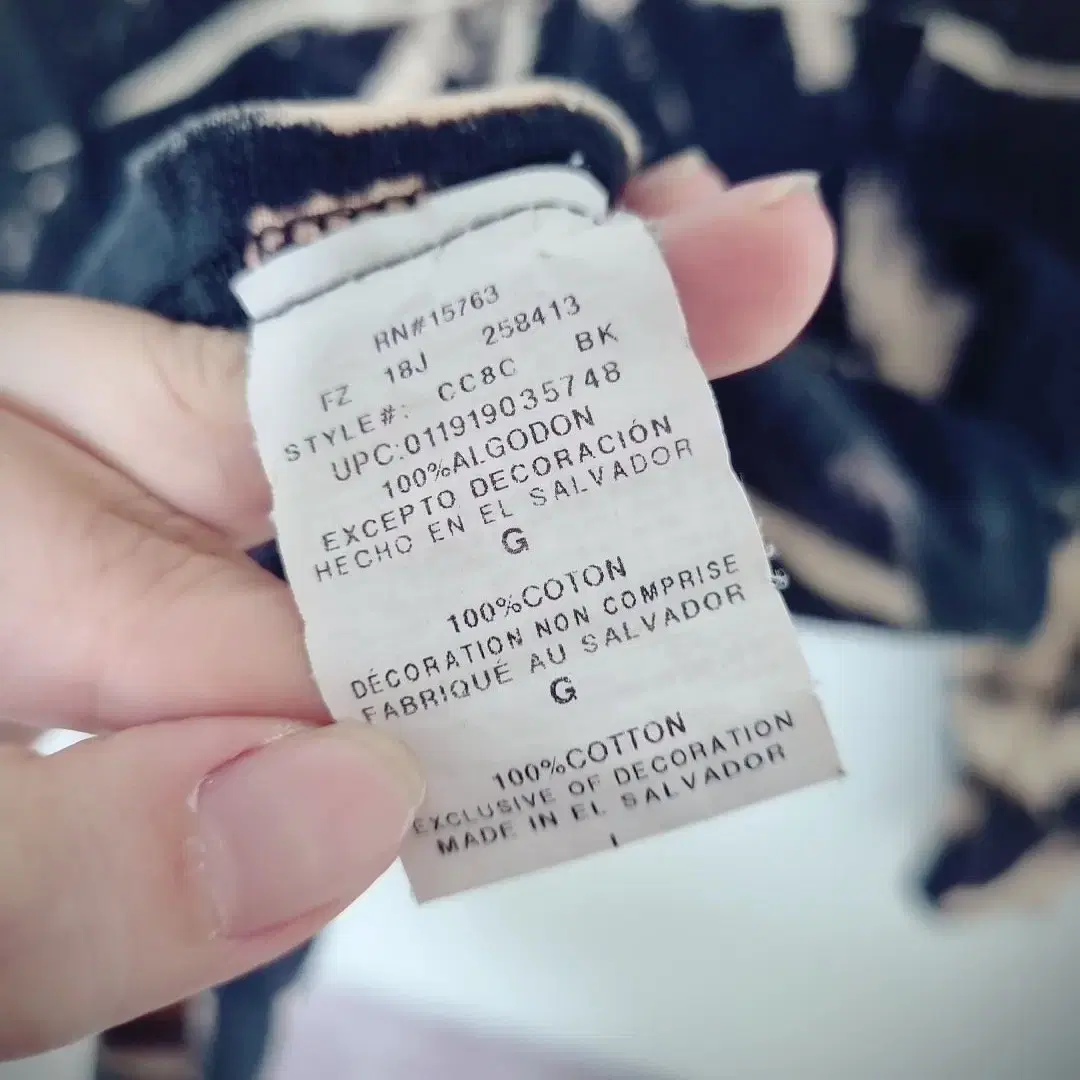 RN#15763
FZ 18J 258413
STYLE#: CC8C BK
UPC:011919035748
100%ALGODON
EXCEPTO DECORACIÓN
HECHO EN EL SALVADOR
G
100%COTON
DÉCORATION NON COMPRISE
FABRIQUÉ AU SALVADOR
G
100%COTTON
EXCLUSIVE OF DECORATION
MADE IN EL SALVADOR